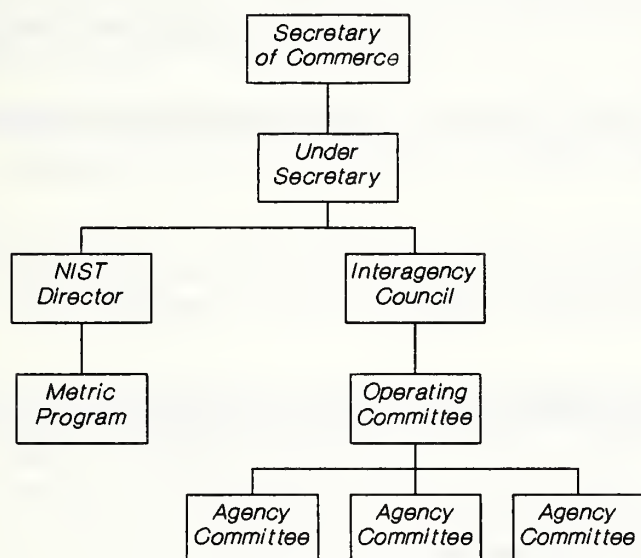 Secretary
of Commerce
Under
Secretary
NIST
Director
Interagency
Council
Metric
Program
Operating
Committee
Agency
Committee
Agency
Committee
Agency
Committee